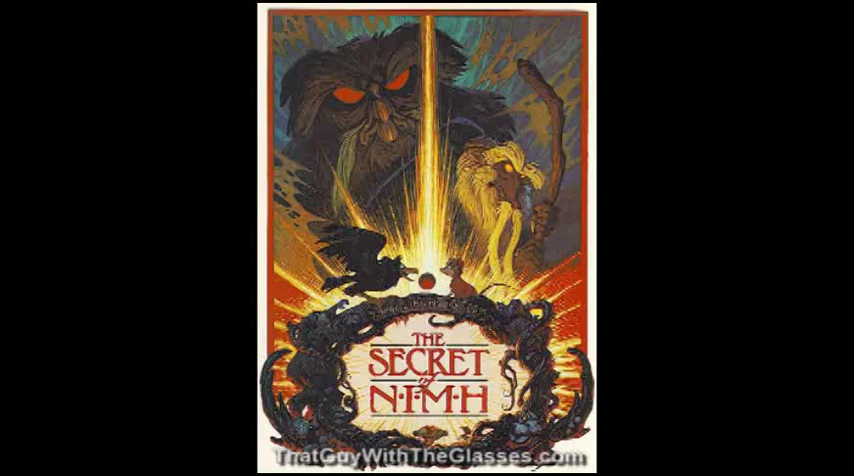 THE
SECRET
of
N·I·M·H
ThatGuyWithTheGlasses.com